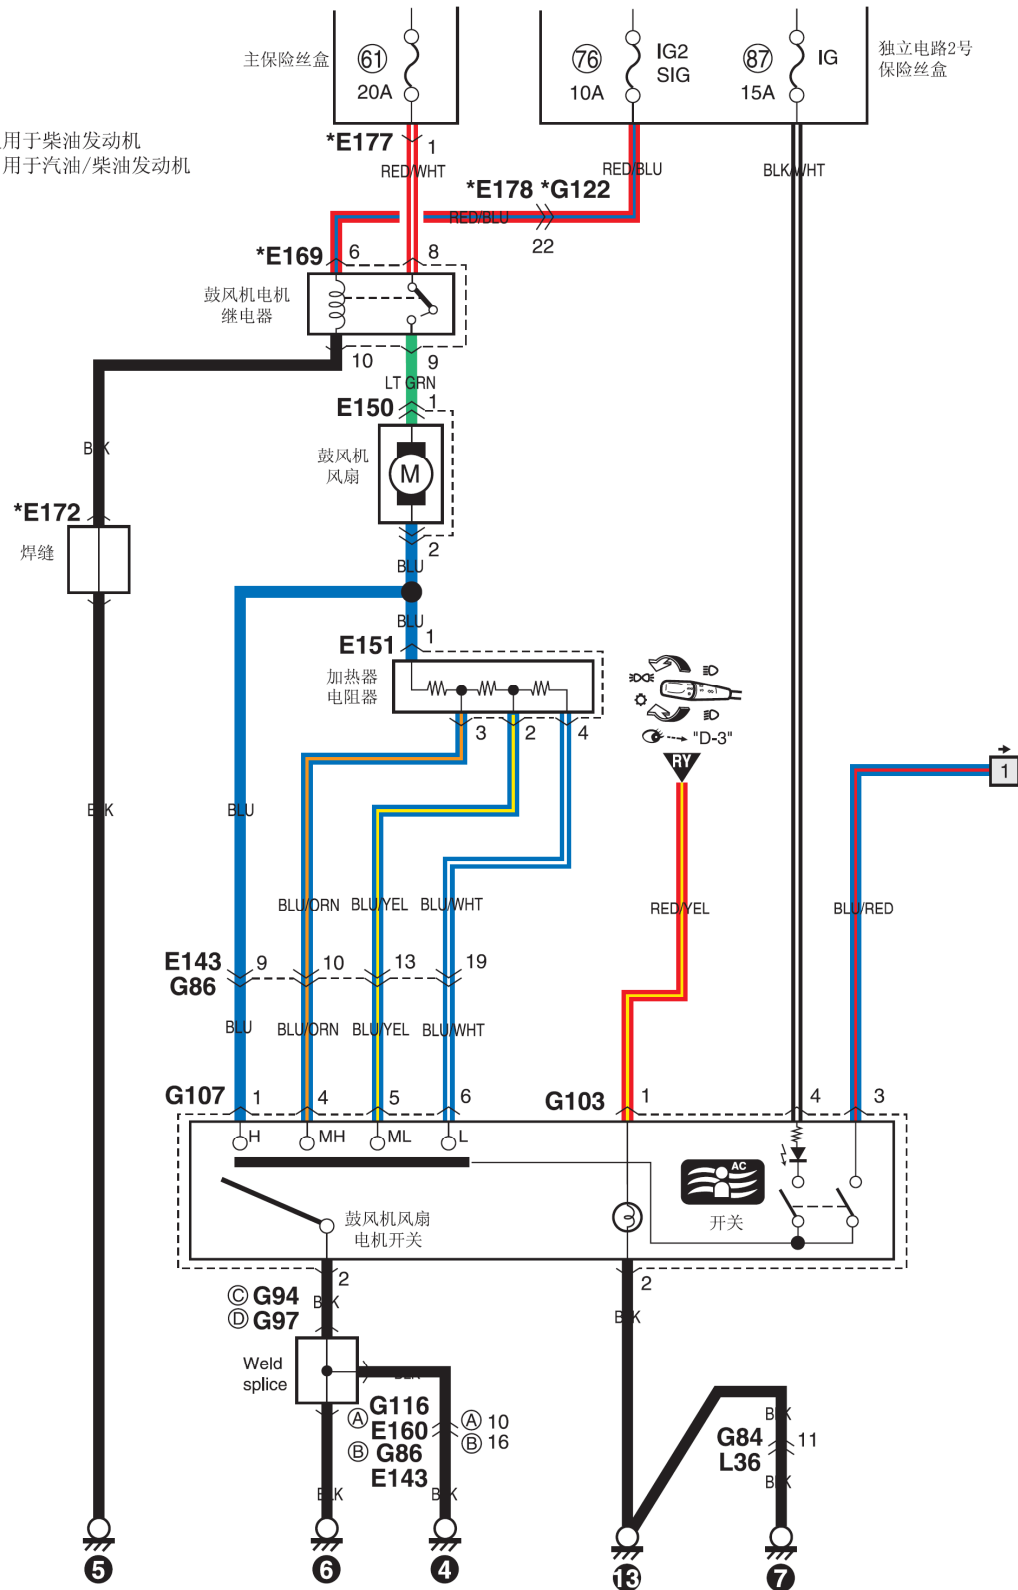 主保险丝盒
61
20A
76
10A
IG2
SIG
87
15A
IG
独立电路2号
保险丝盒
用于柴油发动机
用于汽油/柴油发动机
*E177
1
RED/WHT
RED/BLU
BLK/WHT
*E178 *G122
RED/BLU
22
*E169
6
8
鼓风机电机
继电器
10
9
LT GRN
E150
1
BLK
鼓风机
风扇
M
*E172
2
焊缝
BLU
BLU
E151
1
加热器
电阻器
3
2
4
"D-3"
RY
1
BLK
BLU
BLU/ORN
BLU/YEL
BLU/WHT
RED/YEL
BLU/RED
E143
G86
9
10
13
19
BLU
BLU/ORN
BLU/YEL
BLU/WHT
G107
1
4
5
6
G103
1
4
3
H
MH
ML
L
AC
鼓风机风扇
电机开关
开关
2
2
C G94
D G97
BLK
BLK
Weld
splice
BLK
A G116
E160
B G86
E143
A 10
B 16
BLK
G84
L36
11
BLK
BLK
BLK
5
6
4
13
7